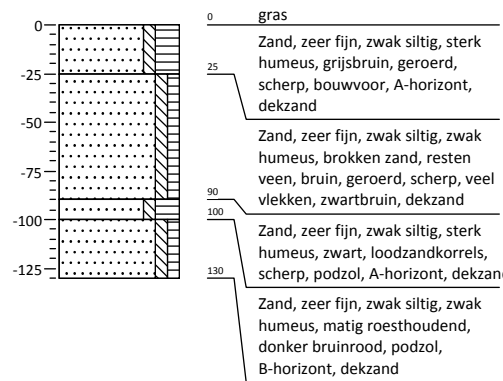 0
0
gras
Zand, zeer fijn, zwak siltig, sterk
humeus, grijsbruin, geroerd,
scherp, bouwvoor, A-horizont,
dekzand
-25
25
-50
Zand, zeer fijn, zwak siltig, zwak
humeus, brokken zand, resten
veen, bruin, geroerd, scherp, veel
vlekken, zwartbruin, dekzand
-75
90
-100
100
Zand, zeer fijn, zwak siltig, sterk
humeus, zwart, loodzandkorrels,
scherp, podzol, A-horizont, dekzand
-125
130
Zand, zeer fijn, zwak siltig, zwak
humeus, matig roesthoudend,
donker bruinrood, podzol,
B-horizont, dekzand